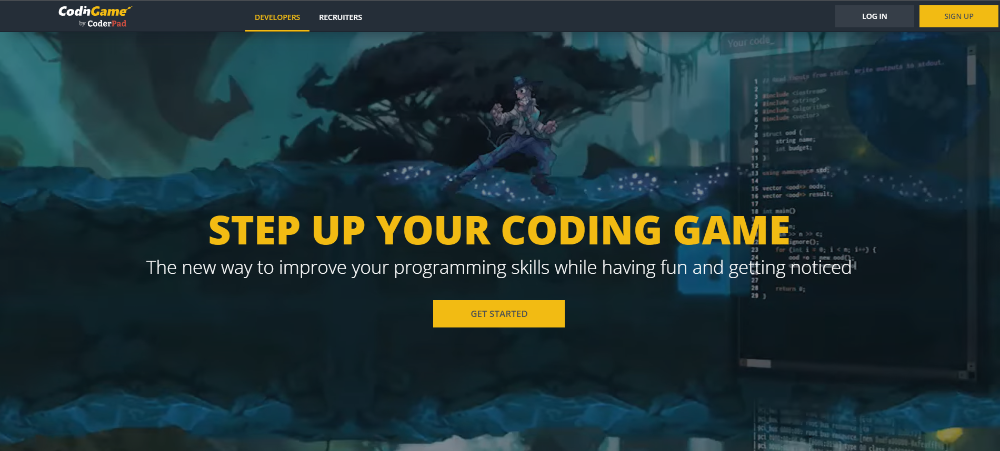 CodinGame
by CoderPad
DEVELOPERS
RECRUITERS
LOG IN
SIGN UP
Your code_
1 // Read inputs from stdin. Write outputs to stdout.
2
3 #include <iostream>
4 #include <string>
5 #include <algorithm>
6 #include <vector>
7
8 struct ood {
9 string name;
10 int budget;
11 }
12
13 using namespace std;
14
15 vector <ood*> oods;
16 vector <ood*> result;
17
18 int main()
STEP UP YOUR CODING GAME
n;
>> n >> c;
22 ignore();
23 for (int i = 0; i < n; i++) {
24 ood *o = new ood();
The new way to improve your programming skills while having fun and getting noticed
27
28 return 0;
29 }
GET STARTED